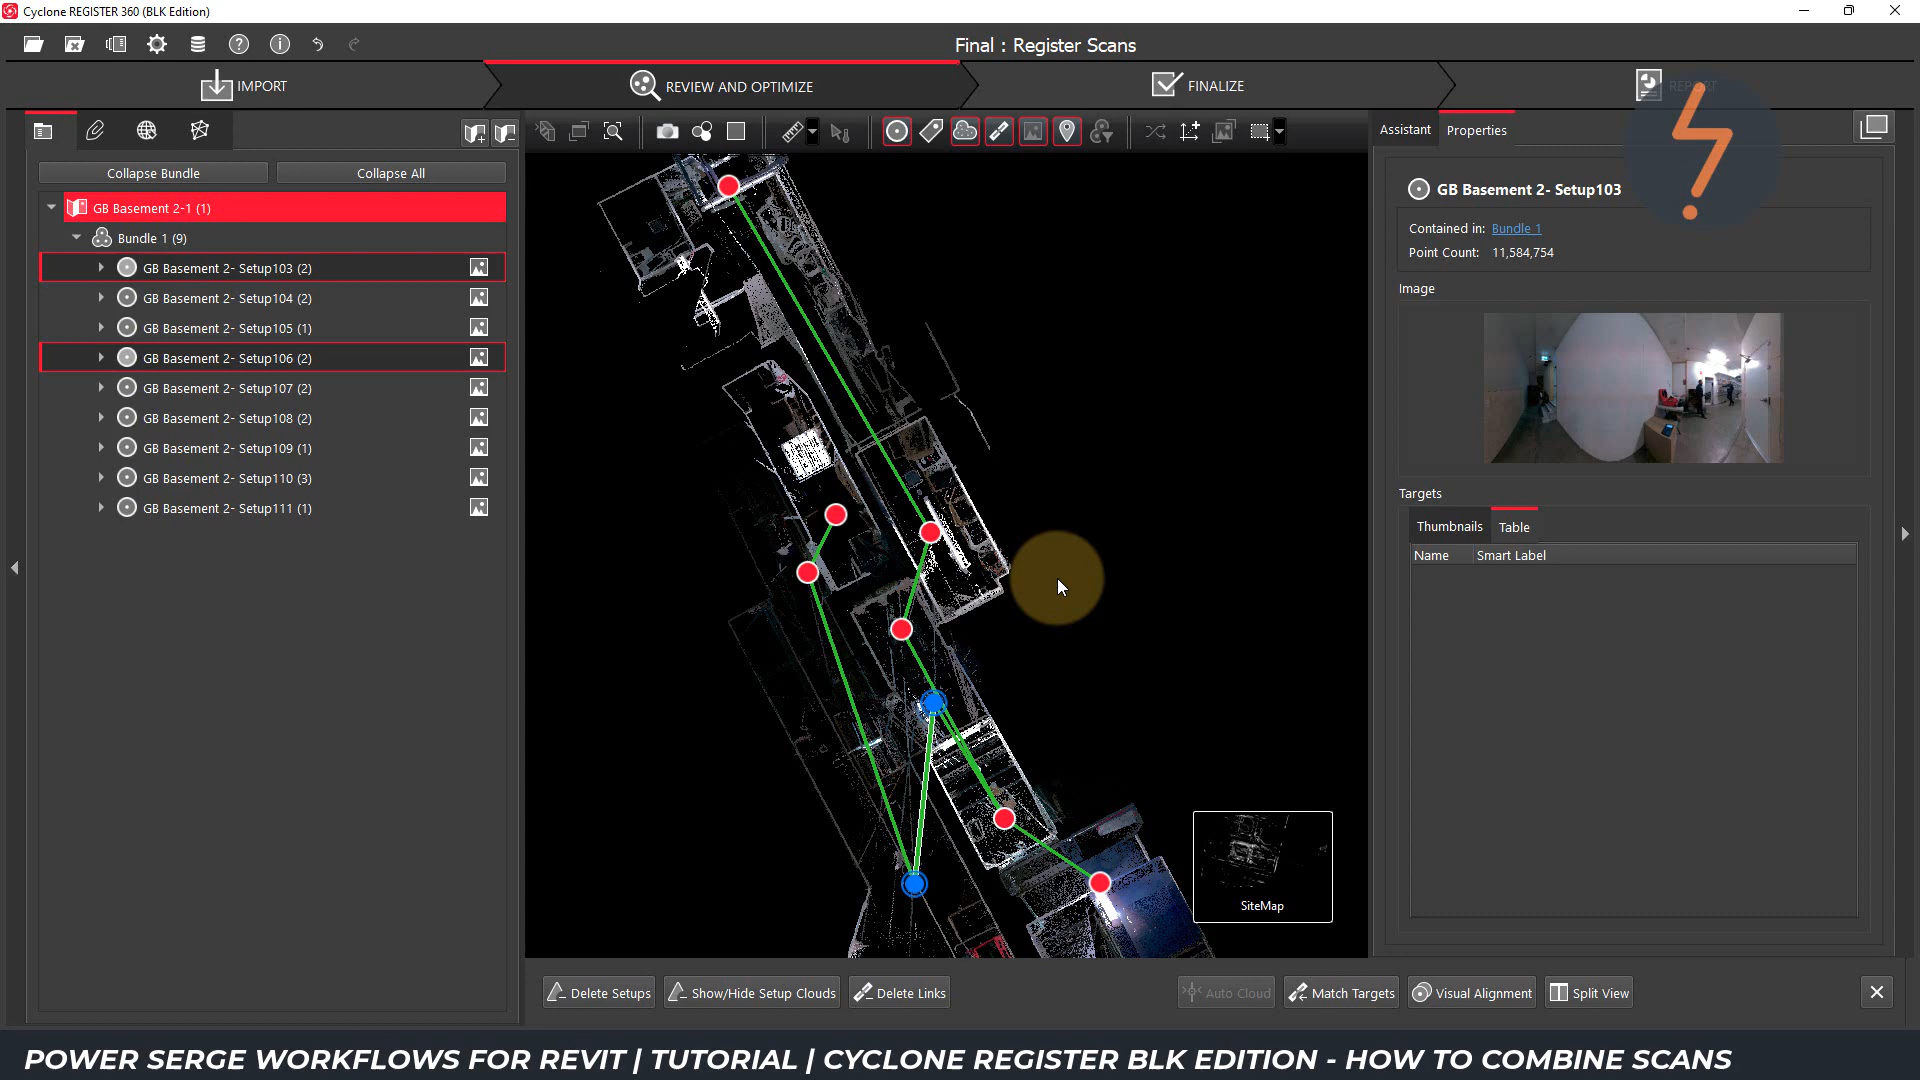 Cyclone REGISTER 360 (BLK Edition)
Final : Register Scans
IMPORT
REVIEW AND OPTIMIZE
FINALIZE
REPORT
Assistant
Properties
Collapse Bundle
Collapse All
GB Basement 2-1 (1)
Bundle 1 (9)
GB Basement 2- Setup103 (2)
GB Basement 2- Setup104 (2)
GB Basement 2- Setup105 (1)
GB Basement 2- Setup106 (2)
GB Basement 2- Setup107 (2)
GB Basement 2- Setup108 (2)
GB Basement 2- Setup109 (1)
GB Basement 2- Setup110 (3)
GB Basement 2- Setup111 (1)
GB Basement 2- Setup103
Contained in: Bundle 1
Point Count: 11,584,754
Image
Targets
Thumbnails
Table
Name
Smart Label
SiteMap
Delete Setups
Show/Hide Setup Clouds
Delete Links
Auto Cloud
Match Targets
Visual Alignment
Split View
POWER SERGE WORKFLOWS FOR REVIT | TUTORIAL | CYCLONE REGISTER BLK EDITION - HOW TO COMBINE SCANS